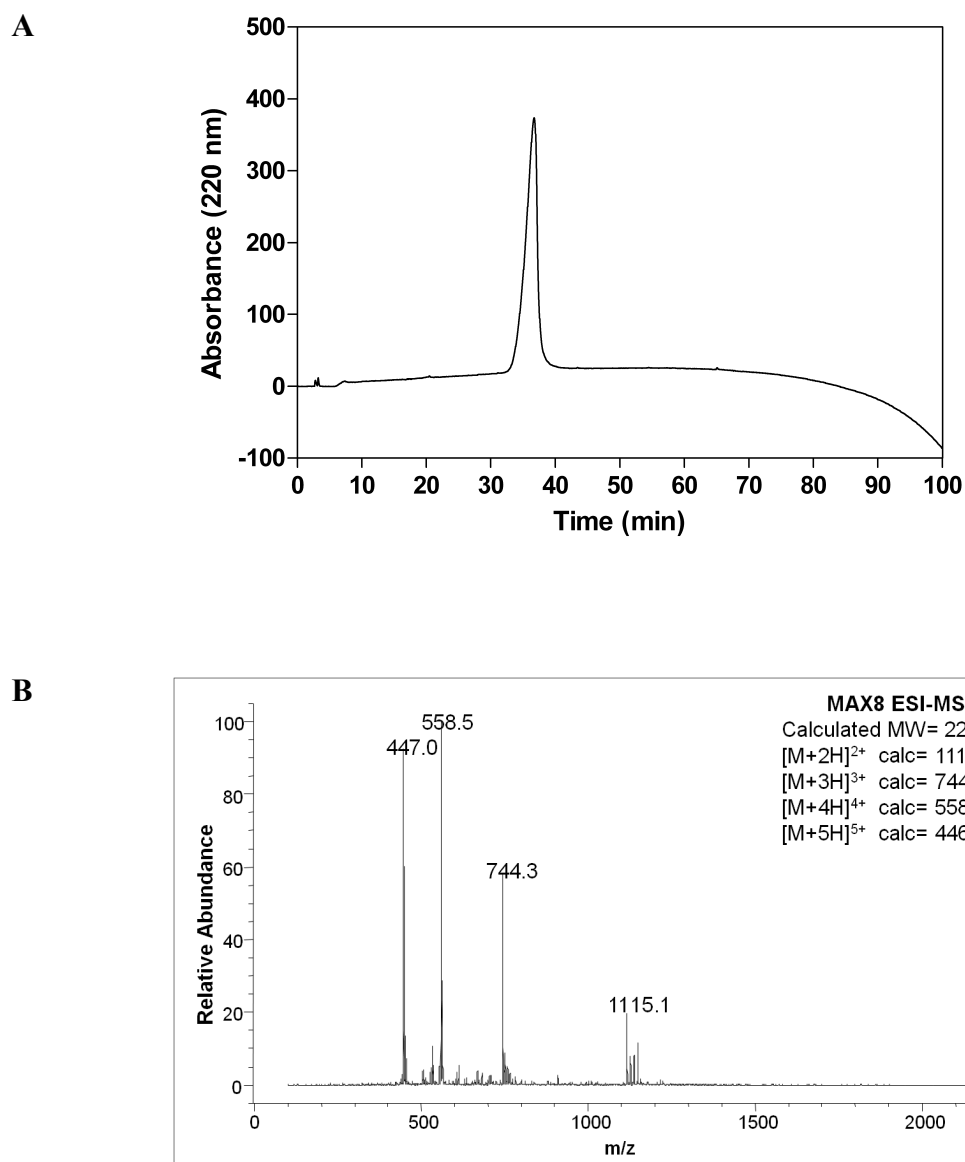 A
500
400
300
200
100
0
-100
Absorbance (220 nm)
0 10 20 30 40 50 60 70 80 90 100
Time (min)
B
MAX8 ESI-MS
Calculated MW= 22
[M+2H]2+ calc= 111
[M+3H]3+ calc= 744
[M+4H]4+ calc= 558
[M+5H]5+ calc= 446
558.5
447.0
744.3
1115.1
100
80
60
40
20
0
Relative Abundance
0 500 1000 1500 2000
m/z